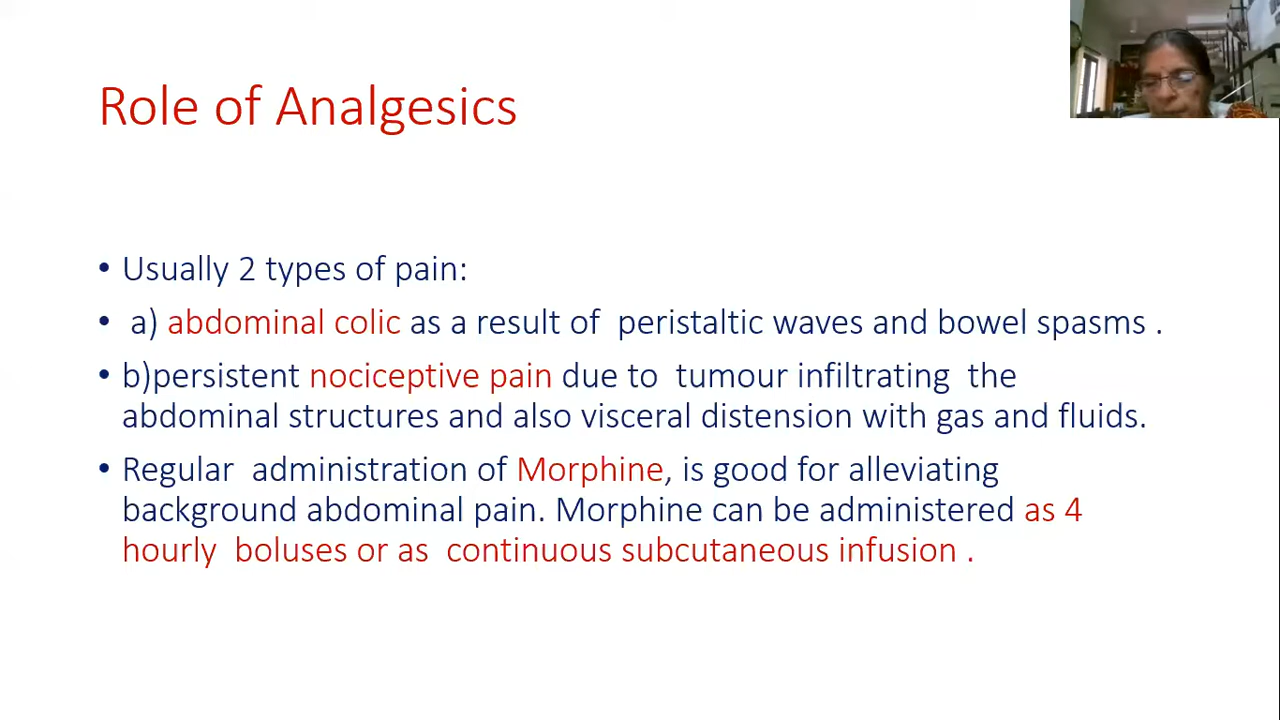 Role of Analgesics
• Usually 2 types of pain:
• a) abdominal colic as a result of peristaltic waves and bowel spasms .
• b)persistent nociceptive pain due to tumour infiltrating the
abdominal structures and also visceral distension with gas and fluids.
• Regular administration of Morphine, is good for alleviating
background abdominal pain. Morphine can be administered as 4
hourly boluses or as continuous subcutaneous infusion .